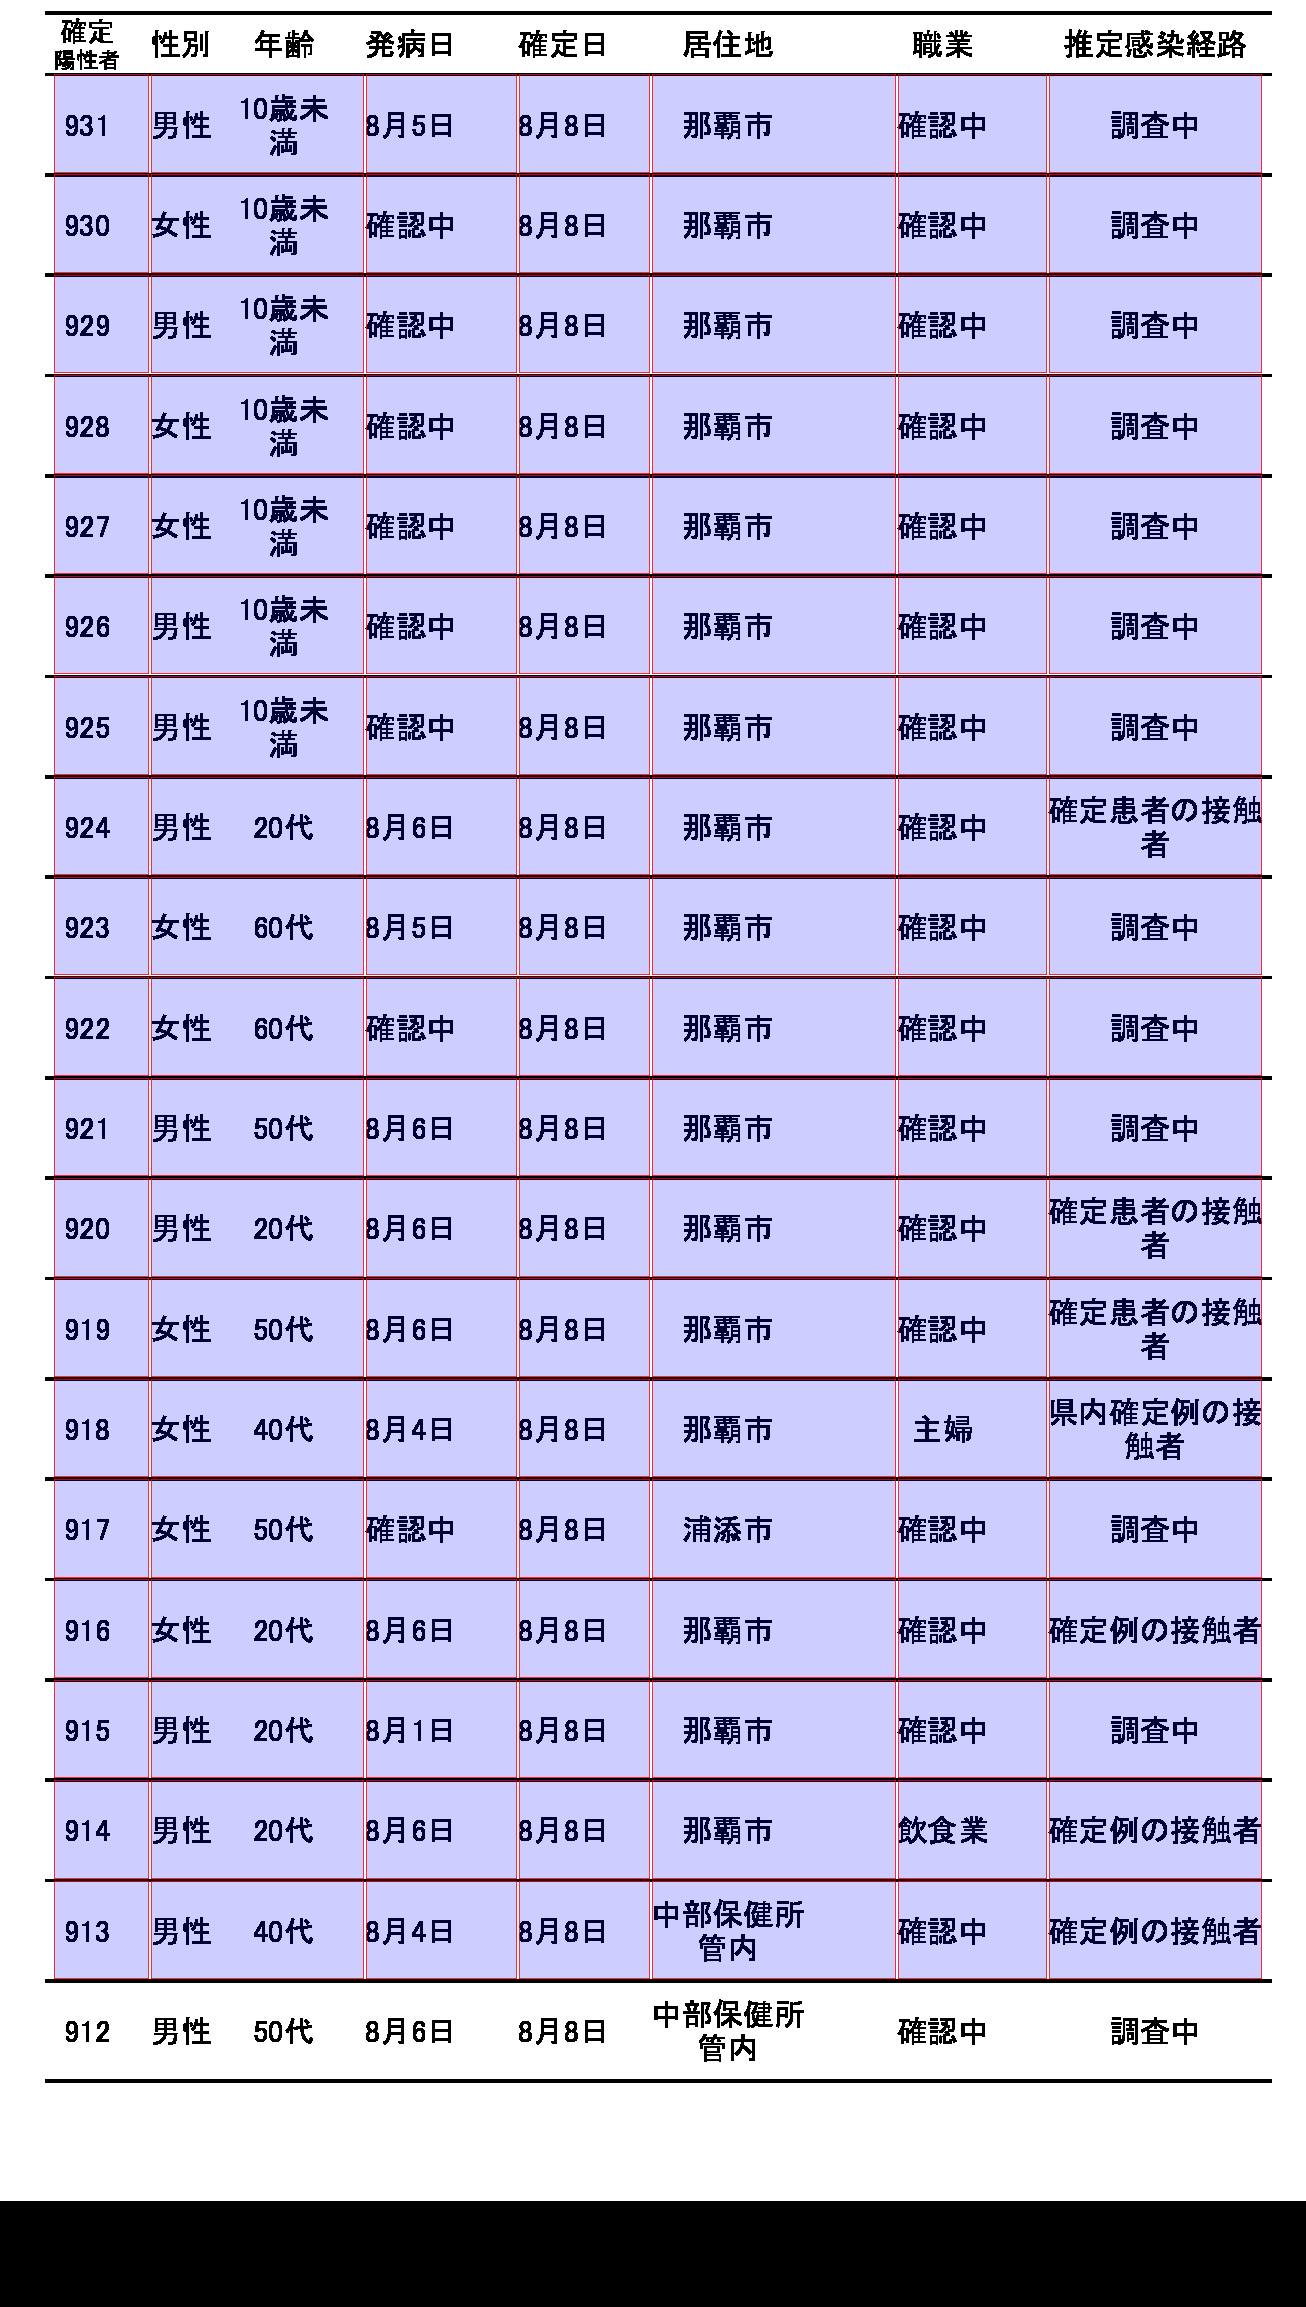 確定陽性者 性別 年齢 発病日 確定日 居住地 職業 推定感染経路
931 男性 10歳未満 8月5日 8月8日 那覇市 確認中 調査中
930 女性 10歳未満 確認中 8月8日 那覇市 確認中 調査中
929 男性 10歳未満 確認中 8月8日 那覇市 確認中 調査中
928 女性 10歳未満 確認中 8月8日 那覇市 確認中 調査中
927 女性 10歳未満 確認中 8月8日 那覇市 確認中 調査中
926 男性 10歳未満 確認中 8月8日 那覇市 確認中 調査中
925 男性 10歳未満 確認中 8月8日 那覇市 確認中 調査中
924 男性 20代 8月6日 8月8日 那覇市 確認中 確定患者の接触者
923 女性 60代 8月5日 8月8日 那覇市 確認中 調査中
922 女性 60代 確認中 8月8日 那覇市 確認中 調査中
921 男性 50代 8月6日 8月8日 那覇市 確認中 調査中
920 男性 20代 8月6日 8月8日 那覇市 確認中 確定患者の接触者
919 女性 50代 8月6日 8月8日 那覇市 確認中 確定患者の接触者
918 女性 40代 8月4日 8月8日 那覇市 主婦 県内確定例の接触者
917 女性 50代 確認中 8月8日 浦添市 確認中 調査中
916 女性 20代 8月6日 8月8日 那覇市 確認中 確定例の接触者
915 男性 20代 8月1日 8月8日 那覇市 確認中 調査中
914 男性 20代 8月6日 8月8日 那覇市 飲食業 確定例の接触者
913 男性 40代 8月4日 8月8日 中部保健所管内 確認中 確定例の接触者
912 男性 50代 8月6日 8月8日 中部保健所管内 確認中 調査中